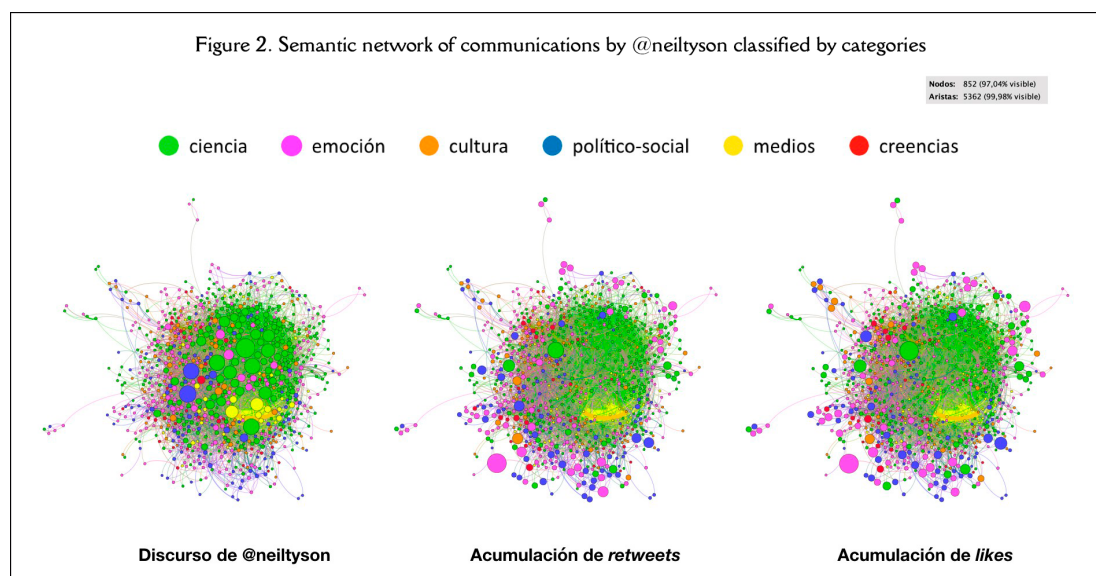 Figure 2. Semantic network of communications by @neiltyson classified by categories
Nodos: 852 (97,04% visible)
Aristas: 5362 (99,98% visible)
ciencia emoción cultura político-social medios creencias
Discurso de @neiltyson Acumulación de retweets Acumulación de likes